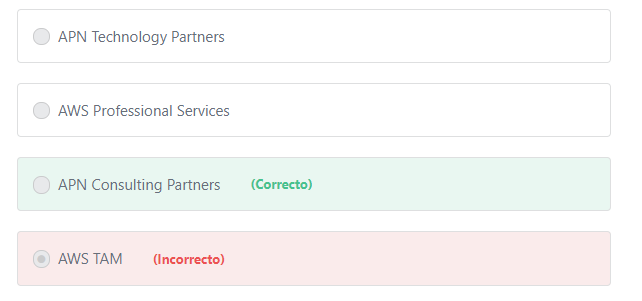 APN Technology Partners
AWS Professional Services
APN Consulting Partners (Correcto)
AWS TAM (Incorrecto)